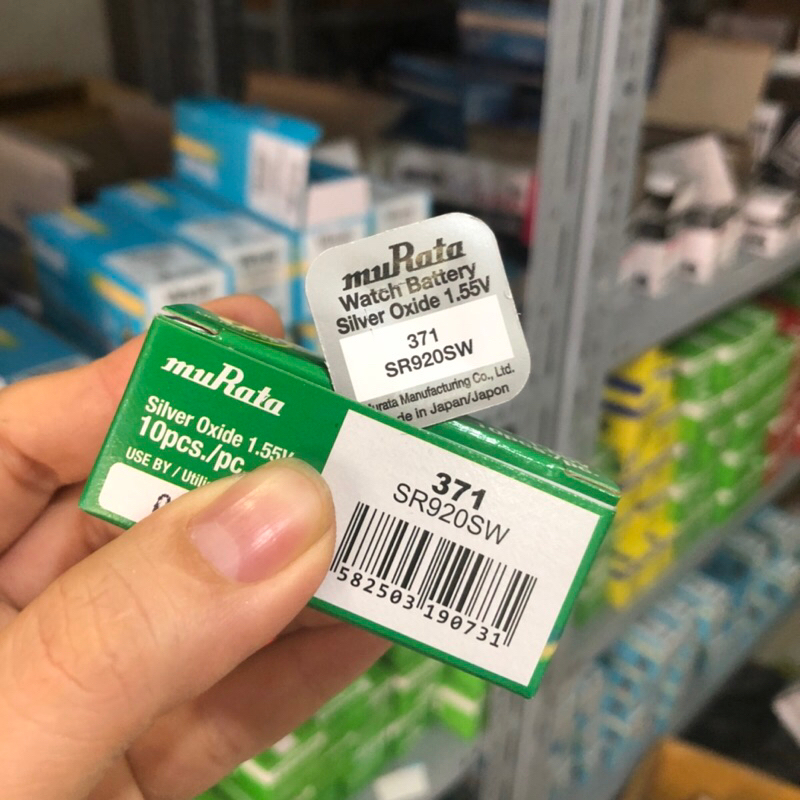 muRata
Watch Battery
Silver Oxide 1.55V
371
SR920SW
Murata Manufacturing Co., Ltd.
in Japan/Japon
muRata
Silver Oxide 1.55V
10pcs./pc
USE BY / Utili
371
SR920SW
582503 190731